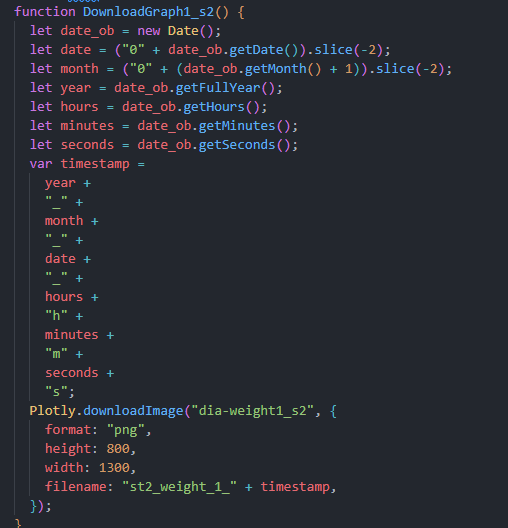 function DownloadGraph1_s2() {
let date_ob = new Date();
let date = ("0" + date_ob.getDate()).slice(-2);
let month = ("0" + (date_ob.getMonth() + 1)).slice(-2);
let year = date_ob.getFullYear();
let hours = date_ob.getHours();
let minutes = date_ob.getMinutes();
let seconds = date_ob.getSeconds();
var timestamp =
year +
"_" +
month +
"_" +
date +
"_" +
hours +
"h" +
minutes +
"m" +
seconds +
"s";
Plotly.downloadImage("dia-weight1_s2", {
format: "png",
height: 800,
width: 1300,
filename: "st2_weight_1_" + timestamp,
});
}